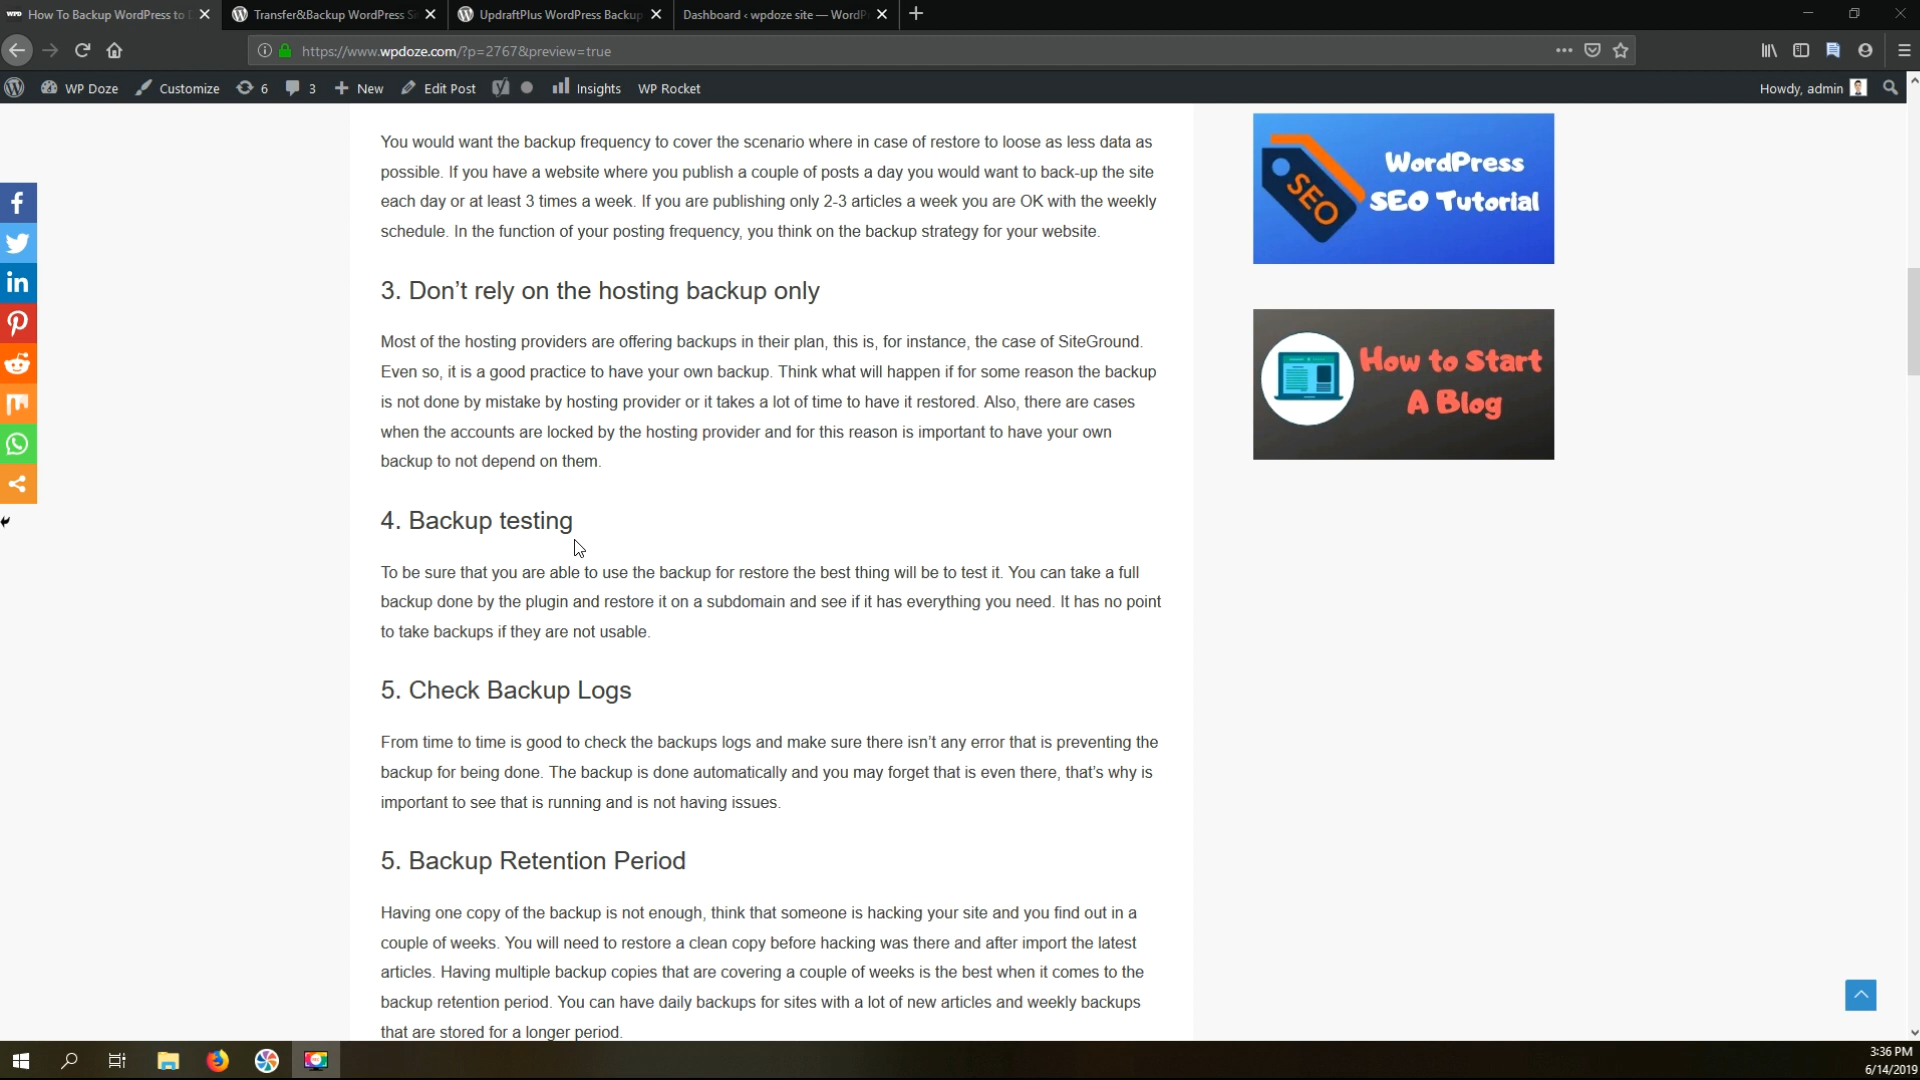 How To Backup WordPress to
Transfer&Backup WordPress Si
UpdraftPlus WordPress Backup
Dashboard ‹ wpdoze site — WordP
https://www.wpdoze.com/?p=2767&preview=true
WP Doze
Customize
6
3
New
Edit Post
Insights
WP Rocket
Howdy, admin
You would want the backup frequency to cover the scenario where in case of restore to loose as less data as
possible. If you have a website where you publish a couple of posts a day you would want to back-up the site
each day or at least 3 times a week. If you are publishing only 2-3 articles a week you are OK with the weekly
schedule. In the function of your posting frequency, you think on the backup strategy for your website.
3. Don’t rely on the hosting backup only
Most of the hosting providers are offering backups in their plan, this is, for instance, the case of SiteGround.
Even so, it is a good practice to have your own backup. Think what will happen if for some reason the backup
is not done by mistake by hosting provider or it takes a lot of time to have it restored. Also, there are cases
when the accounts are locked by the hosting provider and for this reason is important to have your own
backup to not depend on them.
4. Backup testing
To be sure that you are able to use the backup for restore the best thing will be to test it. You can take a full
backup done by the plugin and restore it on a subdomain and see if it has everything you need. It has no point
to take backups if they are not usable.
5. Check Backup Logs
From time to time is good to check the backups logs and make sure there isn’t any error that is preventing the
backup for being done. The backup is done automatically and you may forget that is even there, that’s why is
important to see that is running and is not having issues.
5. Backup Retention Period
Having one copy of the backup is not enough, think that someone is hacking your site and you find out in a
couple of weeks. You will need to restore a clean copy before hacking was there and after import the latest
articles. Having multiple backup copies that are covering a couple of weeks is the best when it comes to the
backup retention period. You can have daily backups for sites with a lot of new articles and weekly backups
that are stored for a longer period.
SEO
WordPress
SEO Tutorial
How to Start
A Blog
3:36 PM
6/14/2019